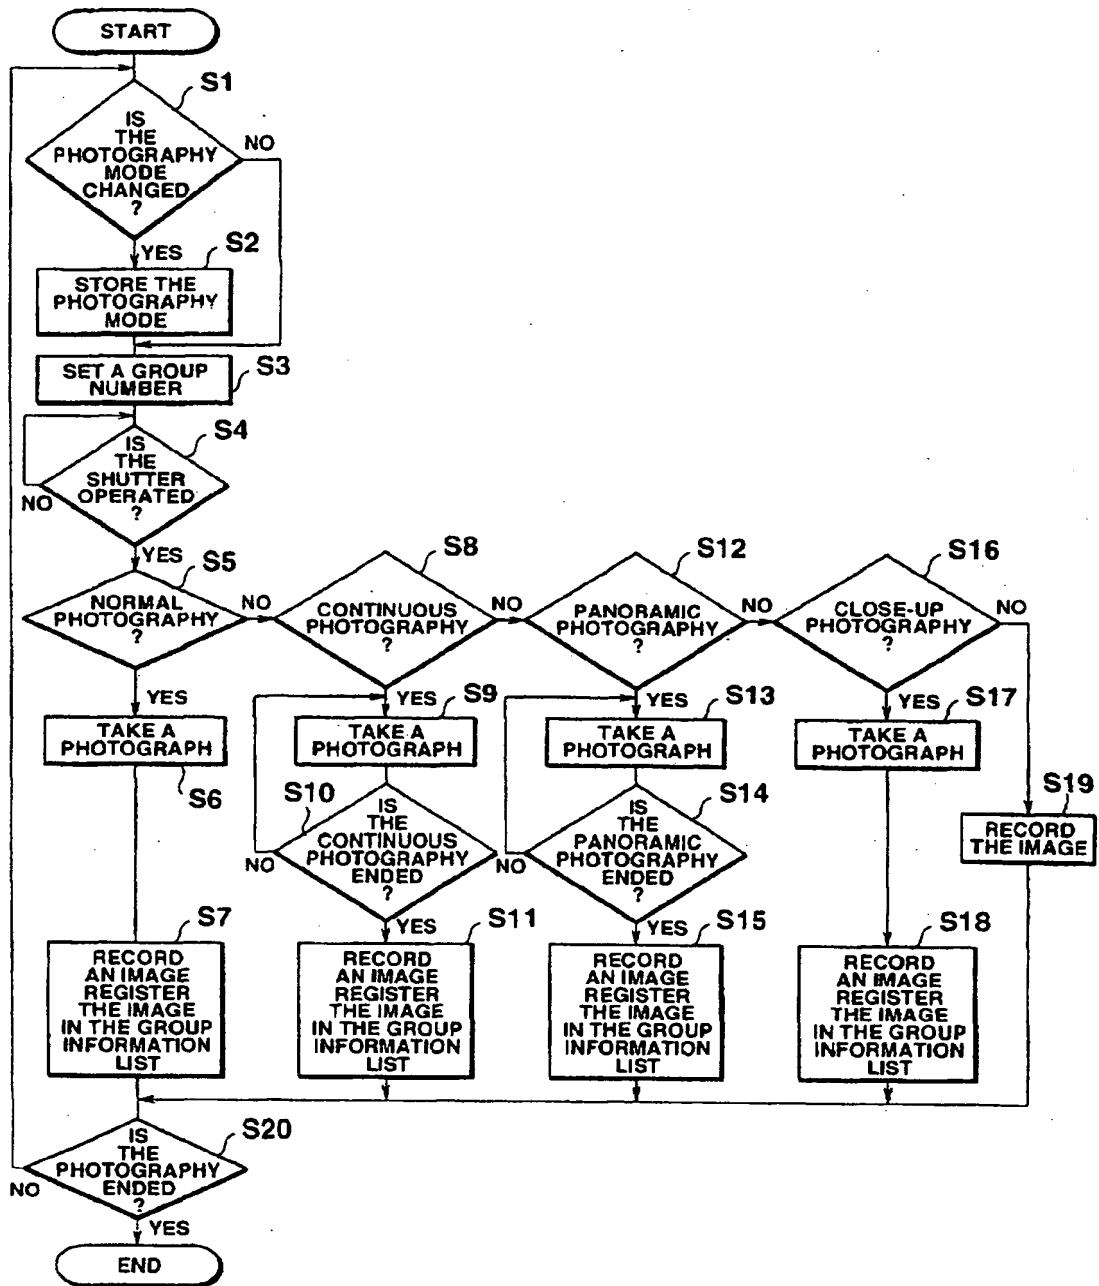 START
S1
IS
THE
PHOTOGRAPHY
MODE
CHANGED
?
NO
YES
S2
STORE THE
PHOTOGRAPHY
MODE
SET A GROUP
NUMBER
S3
IS
THE
SHUTTER
OPERATED
?
S4
NO
YES
S5
NORMAL
PHOTOGRAPHY
?
NO
S8
CONTINUOUS
PHOTOGRAPHY
?
NO
S12
PANORAMIC
PHOTOGRAPHY
?
NO
S16
CLOSE-UP
PHOTOGRAPHY
?
NO
YES
TAKE A
PHOTOGRAPH
S6
YES
S9
TAKE A
PHOTOGRAPH
YES
S13
TAKE A
PHOTOGRAPH
YES
S17
TAKE A
PHOTOGRAPH
S10
IS
THE
CONTINUOUS
PHOTOGRAPHY
ENDED
?
NO
YES
S14
IS
THE
PANORAMIC
PHOTOGRAPHY
ENDED
?
NO
YES
S19
RECORD
THE IMAGE
S7
RECORD
AN IMAGE
REGISTER
THE IMAGE
IN THE GROUP
INFORMATION
LIST
S11
RECORD
AN IMAGE
REGISTER
THE IMAGE
IN THE GROUP
INFORMATION
LIST
S15
RECORD
AN IMAGE
REGISTER
THE IMAGE
IN THE GROUP
INFORMATION
LIST
S18
RECORD
AN IMAGE
REGISTER
THE IMAGE
IN THE GROUP
INFORMATION
LIST
S20
IS
THE
PHOTOGRAPHY
ENDED
?
NO
YES
END